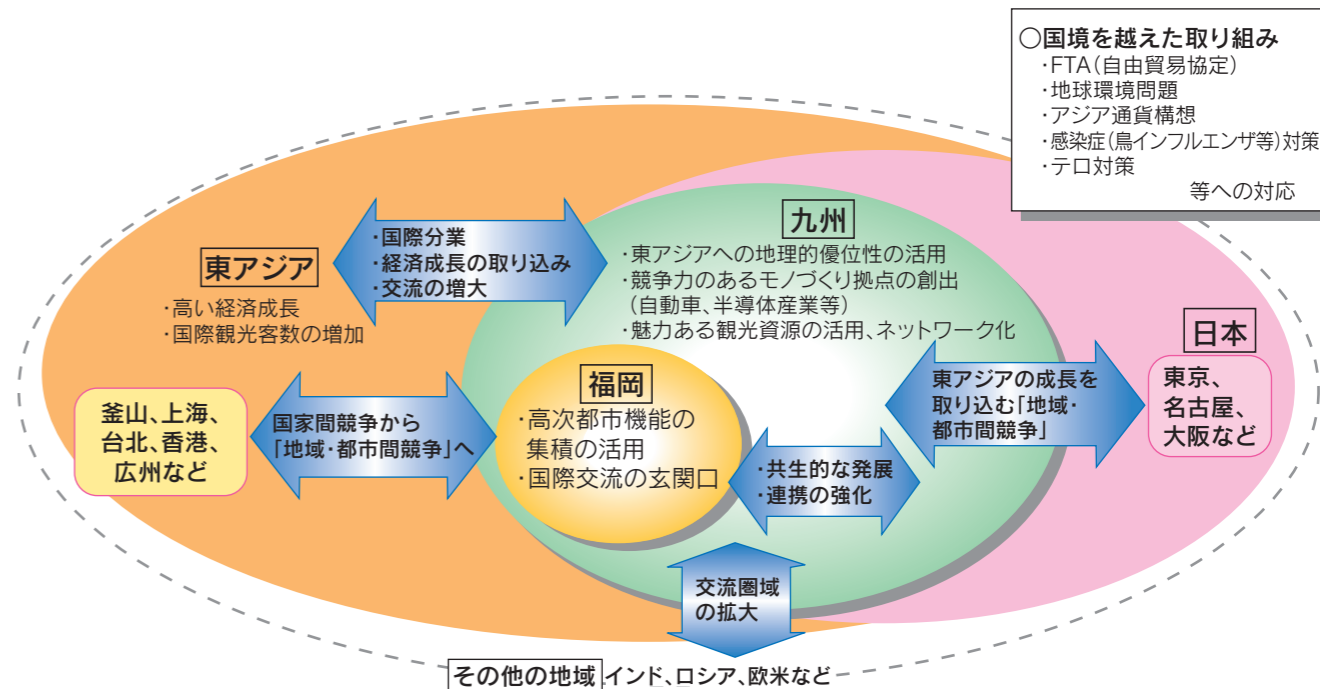 ○国境を越えた取り組み
・FTA(自由貿易協定)
・地球環境問題
・アジア通貨構想
・感染症(鳥インフルエンザ等)対策
・テロ対策
等への対応
東アジア
・高い経済成長
・国際観光客数の増加
・国際分業
・経済成長の取り込み
・交流の増大
九州
・東アジアへの地理的優位性の活用
・競争力のあるモノづくり拠点の創出
(自動車、半導体産業等)
・魅力ある観光資源の活用、ネットワーク化
日本
東京、
名古屋、
大阪など
東アジアの成長を
取り込む「地域・
都市間競争」
釜山、上海、
台北、香港、
広州など
国家間競争から
「地域・都市間競争」へ
福岡
・高次都市機能の
集積の活用
・国際交流の玄関口
・共生的な発展
・連携の強化
交流圏域
の拡大
その他の地域 インド、ロシア、欧米など